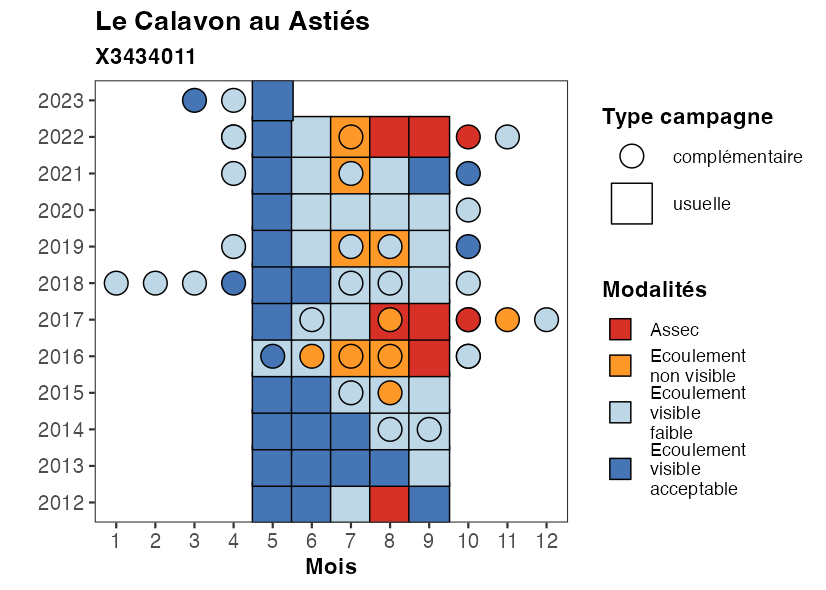 Le Calavon au Astiés
X3434011
2023
2022
2021
2020
2019
2018
2017
2016
2015
2014
2013
2012
1 2 3 4 5 6 7 8 9 10 11 12
Mois
Type campagne
complémentaire
usuelle
Modalités
Assec
Ecoulement
non visible
Ecoulement
visible
faible
Ecoulement
visible
acceptable